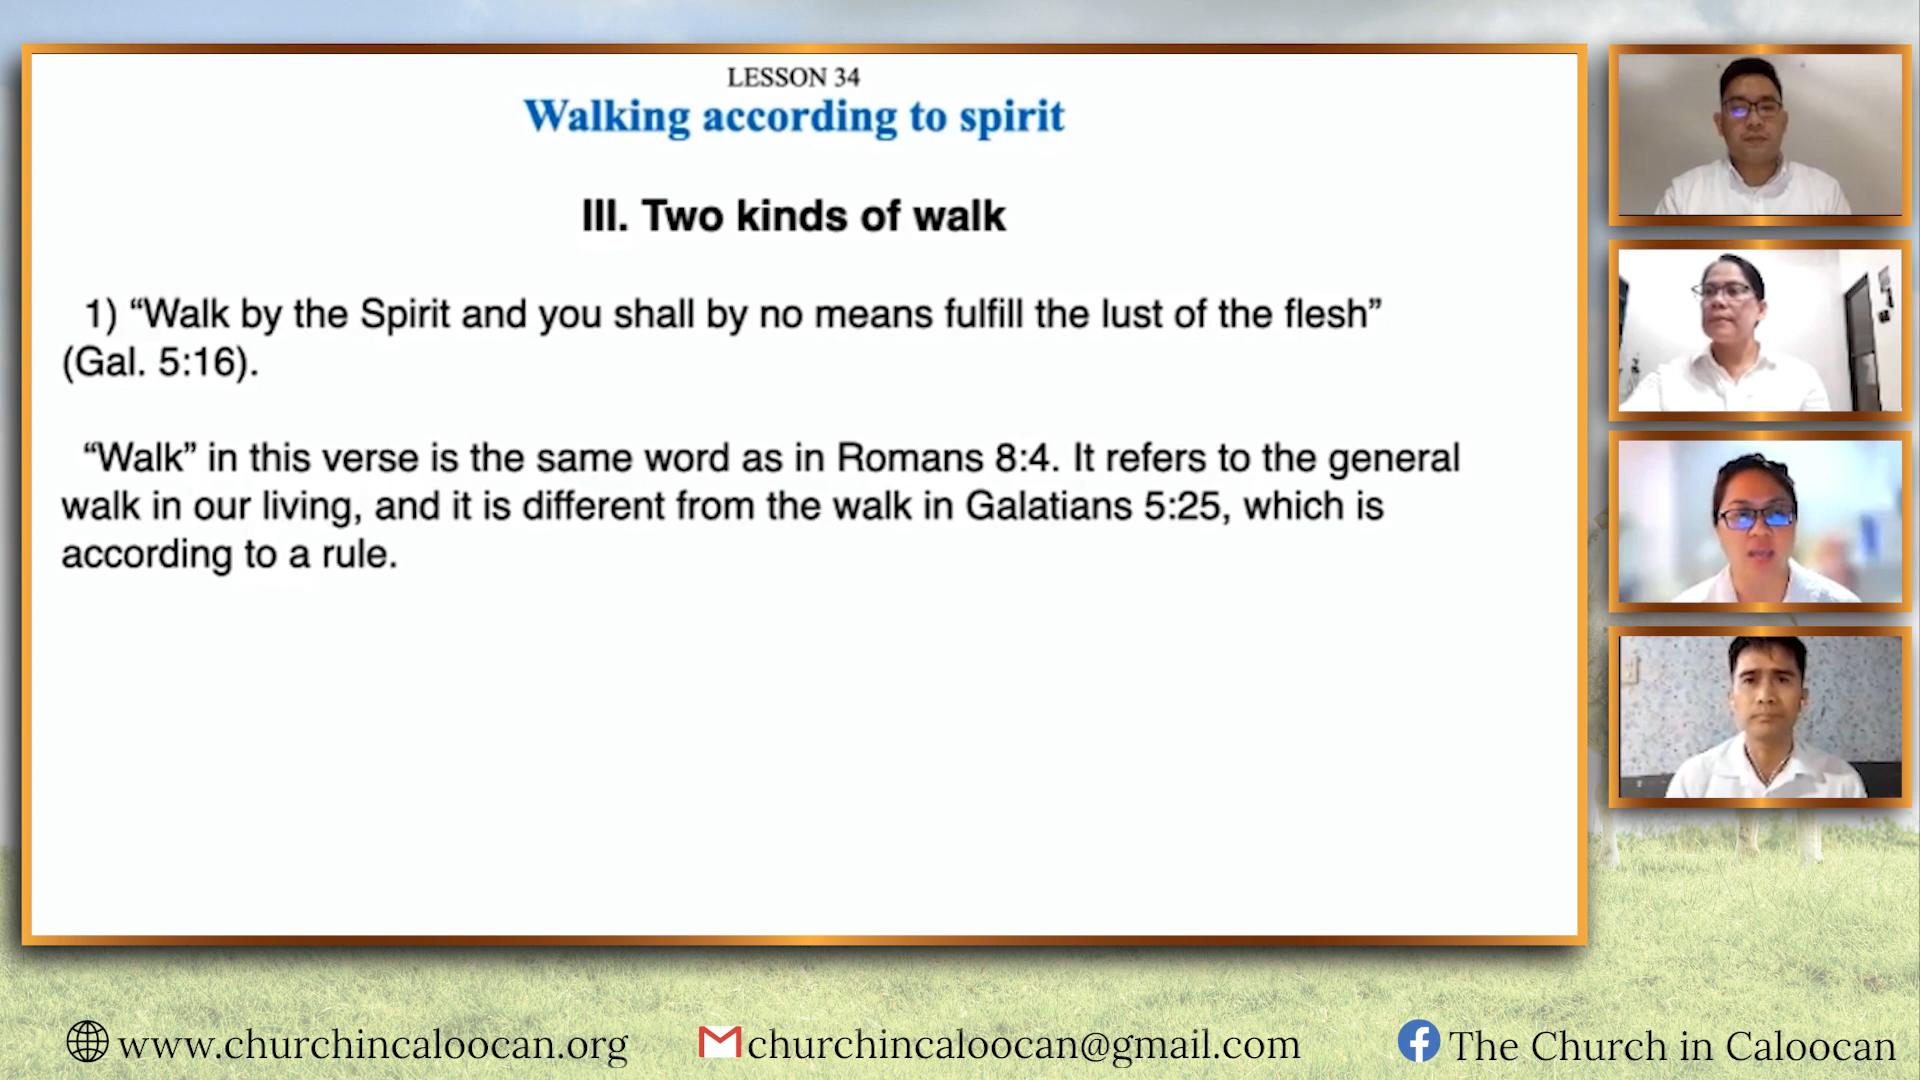 LESSON 34
Walking according to spirit
III. Two kinds of walk
1) “Walk by the Spirit and you shall by no means fulfill the lust of the flesh”
(Gal. 5:16).
“Walk” in this verse is the same word as in Romans 8:4. It refers to the general
walk in our living, and it is different from the walk in Galatians 5:25, which is
according to a rule.
www.churchincaloocan.org
churchincaloocan@gmail.com
The Church in Caloocan